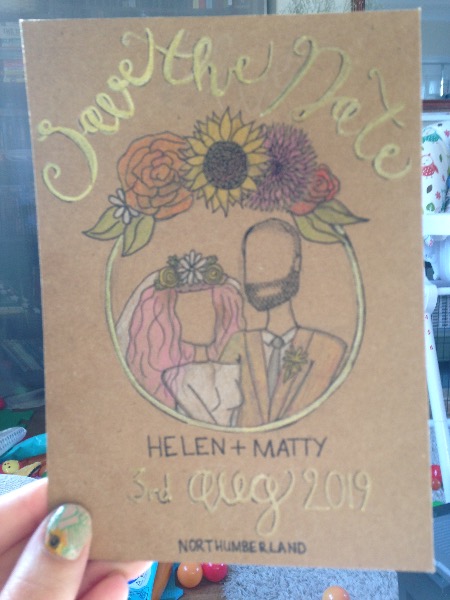 Save the Date
HELEN + MATTY
3rd aug 2019
NORTHUMBERLAND